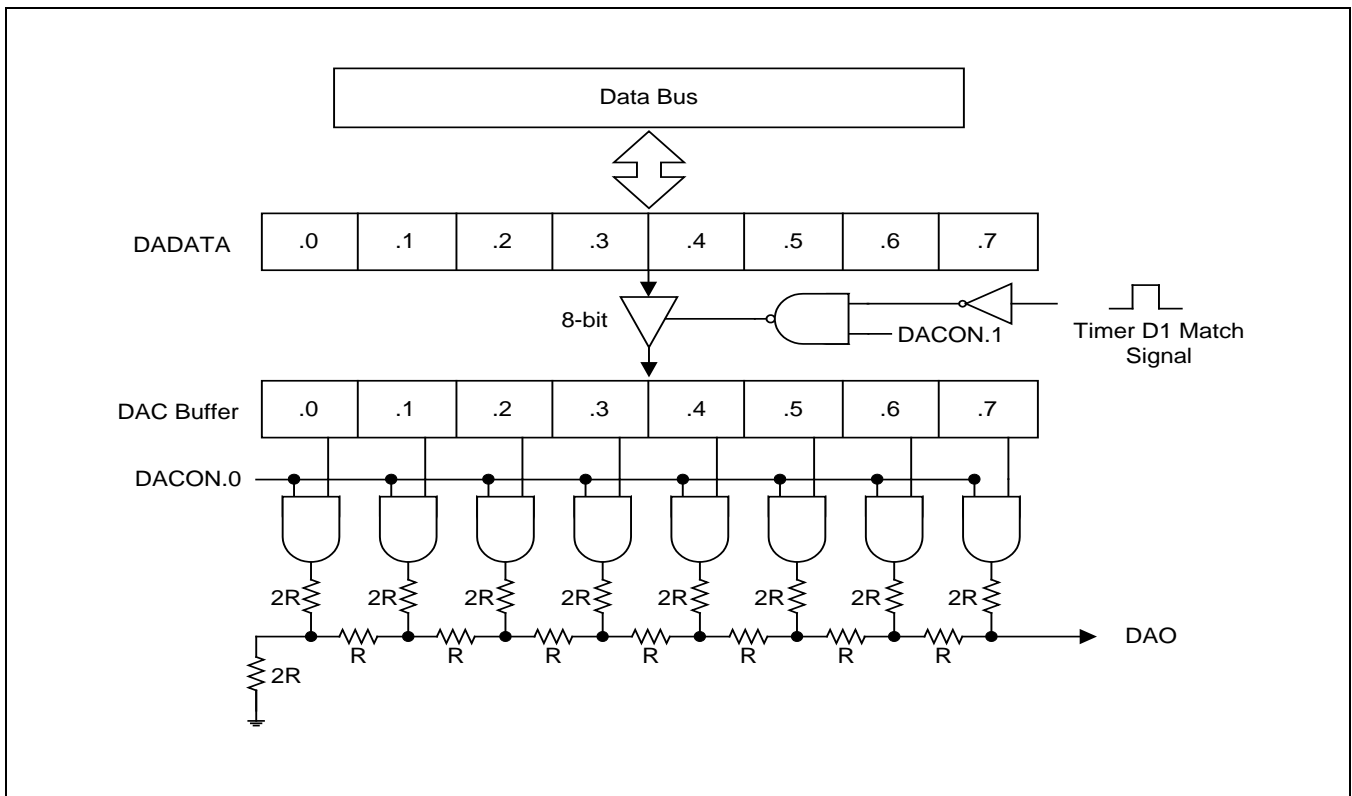 Data Bus
DADATA .0 .1 .2 .3 .4 .5 .6 .7
8-bit
DACON.1
Timer D1 Match
Signal
DAC Buffer .0 .1 .2 .3 .4 .5 .6 .7
DACON.0
2R 2R 2R 2R 2R 2R 2R 2R
R R R R R R R
DAO
2R